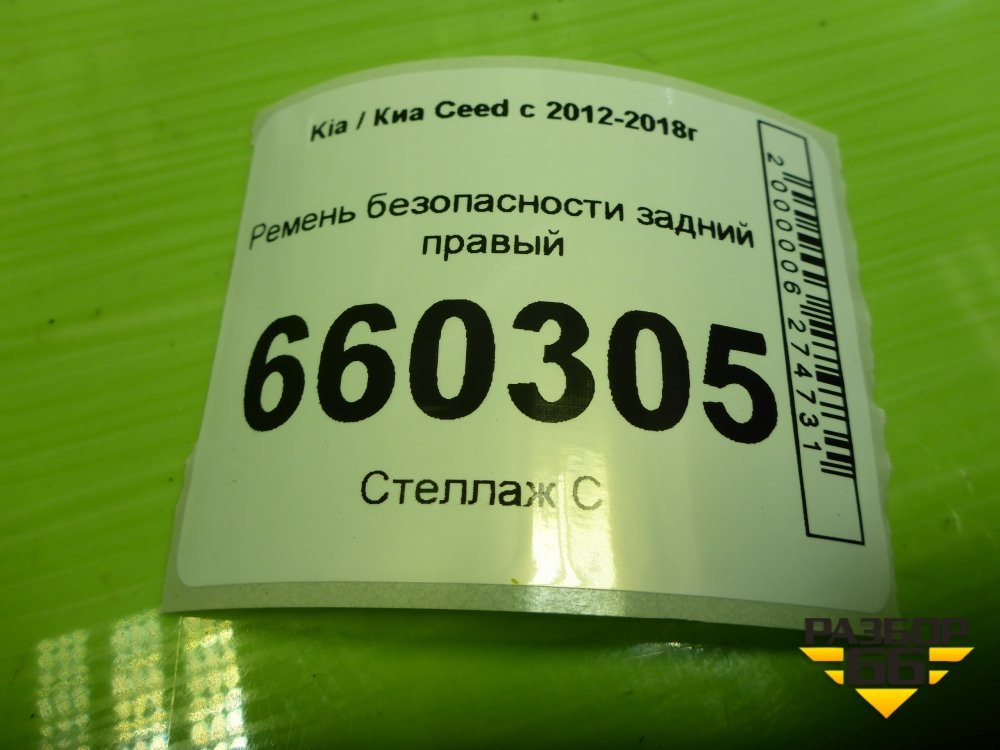 Kia / Киа Ceed с 2012-2018г
Ремень безопасности задний
правый
660305
Стеллаж С
2000006274731
РАЗБОР
66